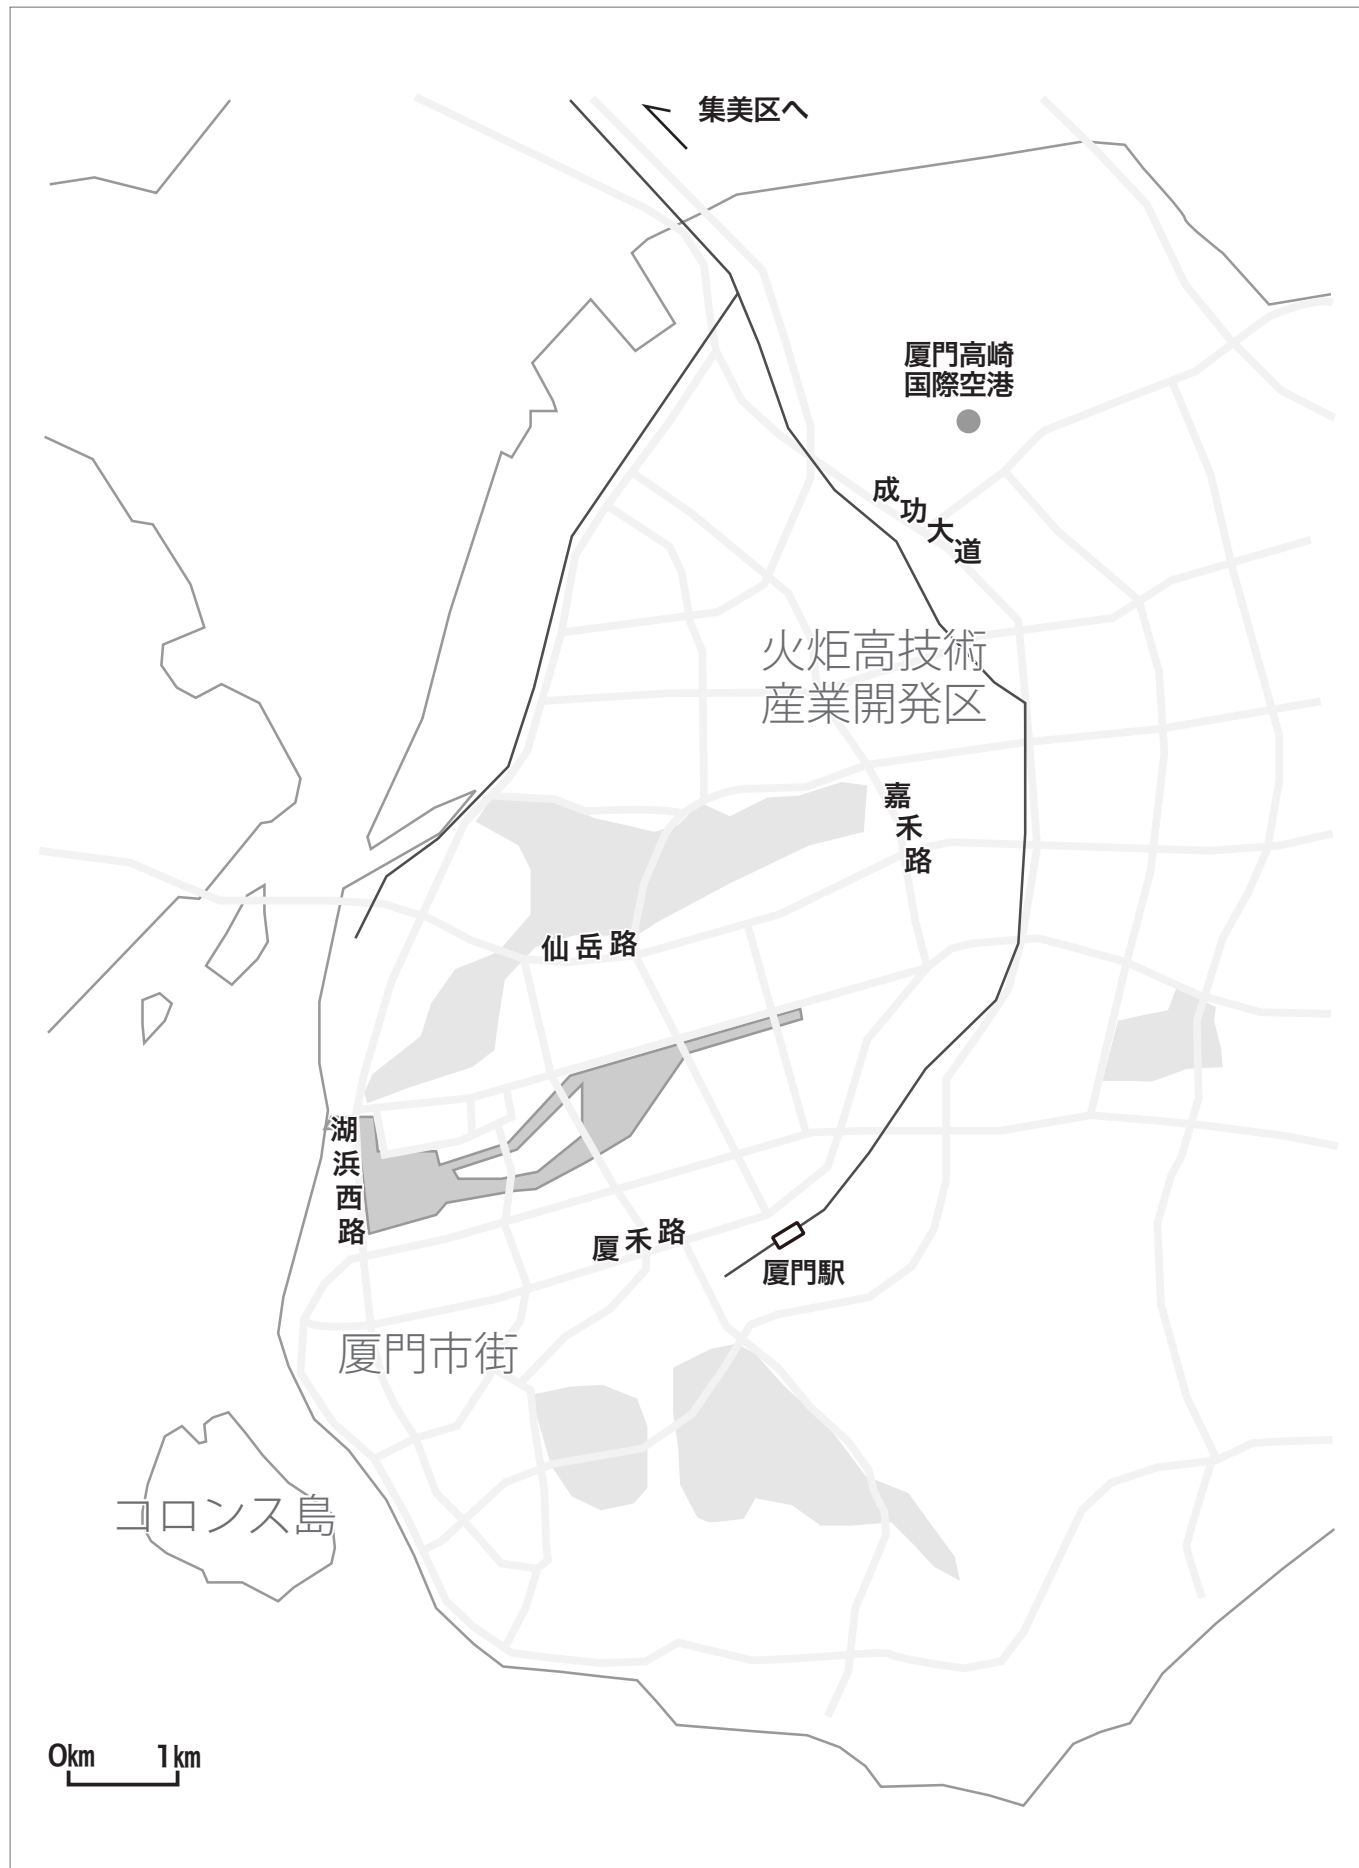 集美区へ
厦門高崎
国際空港
成功大道
火炬高技術
産業開発区
嘉禾路
仙岳路
湖浜西路
厦禾路
厦門駅
厦門市街
コロンス島
0km 1km